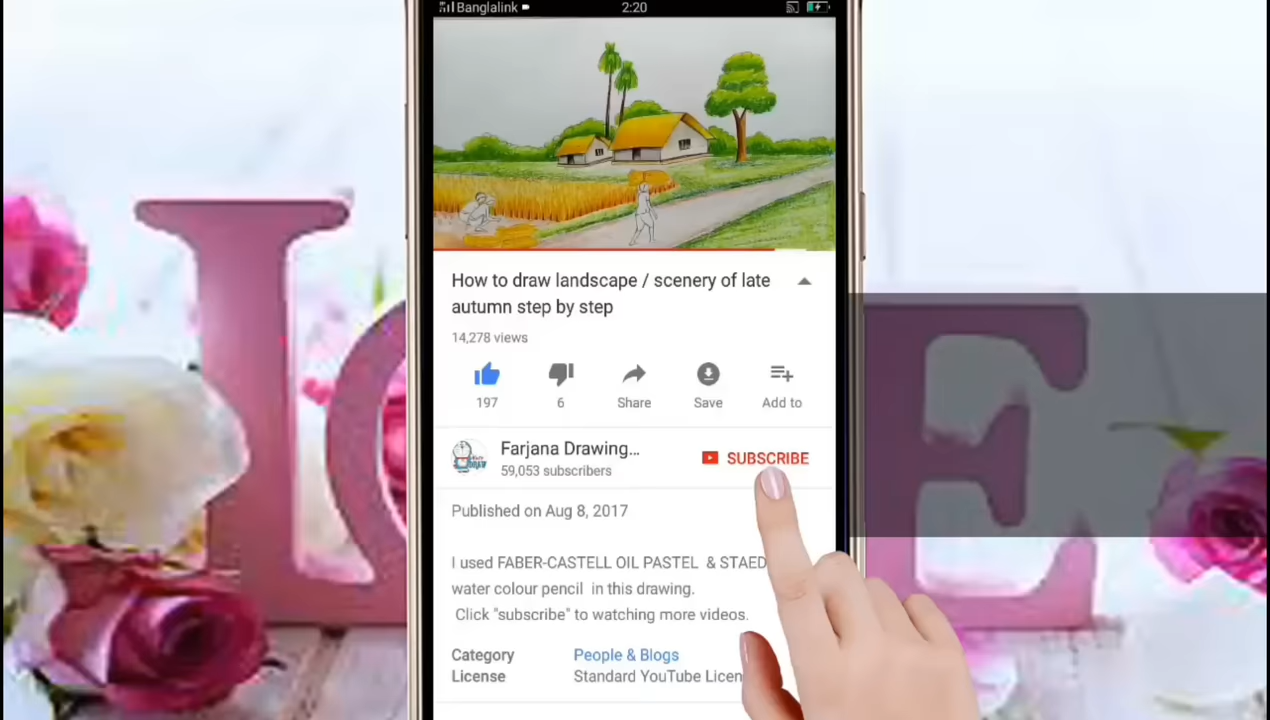 Banglalink
2:20
How to draw landscape / scenery of late
autumn step by step
14,278 views
197
6
Share
Save
Add to
Farjana Drawing...
59,053 subscribers
SUBSCRIBE
Published on Aug 8, 2017
I used FABER-CASTELL OIL PASTEL & STAED
water colour pencil in this drawing.
Click "subscribe" to watching more videos.
Category
People & Blogs
License
Standard YouTube Licen